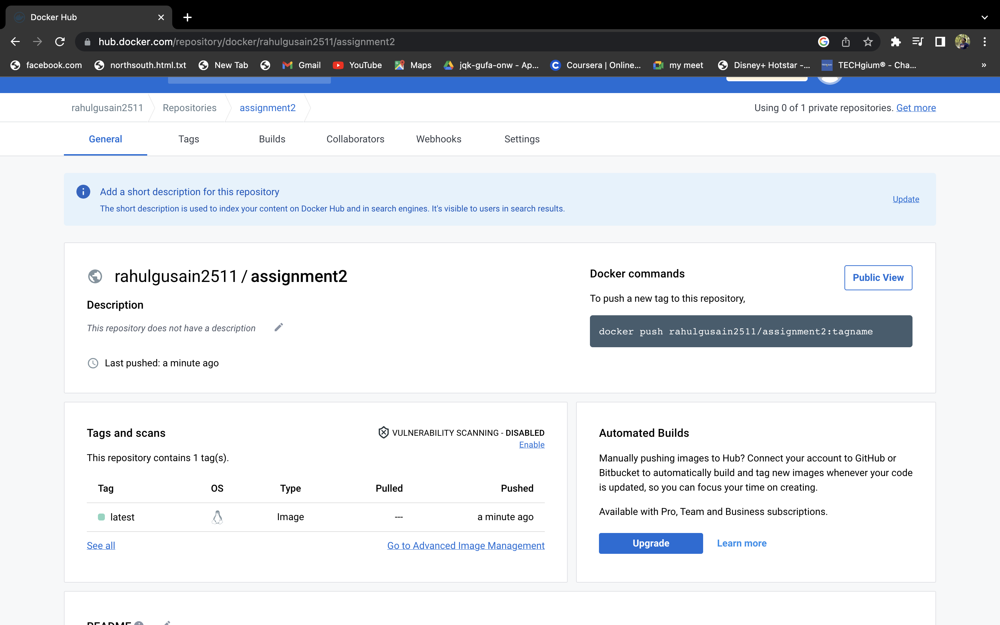 Docker Hub
hub.docker.com/repository/docker/rahulgusain2511/assignment2
facebook.com northsouth.html.txt New Tab Gmail YouTube Maps jqk-gufa-onw - Ap... Coursera | Online... my meet Disney+ Hotstar -... TECHgium® - Cha... »
rahulgusain2511 Repositories assignment2 Using 0 of 1 private repositories. Get more
General Tags Builds Collaborators Webhooks Settings
Add a short description for this repository
The short description is used to index your content on Docker Hub and in search engines. It's visible to users in search results.
Update
rahulgusain2511 / assignment2
Description
This repository does not have a description
Last pushed: a minute ago
Docker commands
Public View
To push a new tag to this repository,
docker push rahulgusain2511/assignment2:tagname
Tags and scans
VULNERABILITY SCANNING - DISABLED
Enable
This repository contains 1 tag(s).
Tag OS Type Pulled Pushed
latest Image --- a minute ago
See all Go to Advanced Image Management
Automated Builds
Manually pushing images to Hub? Connect your account to GitHub or
Bitbucket to automatically build and tag new images whenever your code
is updated, so you can focus your time on creating.
Available with Pro, Team and Business subscriptions.
Upgrade Learn more
README